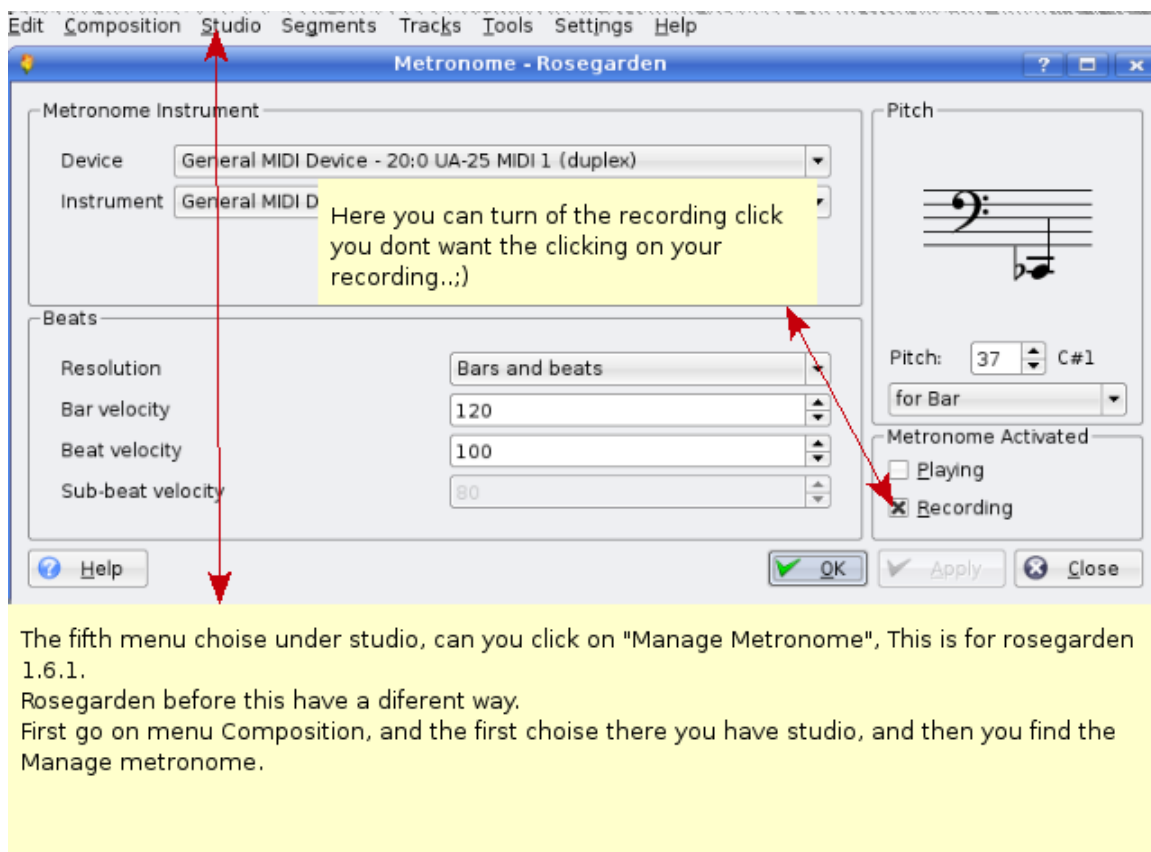 Edit Composition Studio Segments Tracks Tools Settings Help
Metronome - Rosegarden
Metronome Instrument
Device General MIDI Device - 20:0 UA-25 MIDI 1 (duplex)
Instrument General MIDI D
Here you can turn of the recording click
you dont want the clicking on your
recording..;)
Beats
Resolution Bars and beats
Bar velocity 120
Beat velocity 100
Sub-beat velocity 80
Pitch
Pitch: 37 C#1
for Bar
Metronome Activated
Playing
Recording
Help OK Apply Close
The fifth menu choise under studio, can you click on "Manage Metronome", This is for rosegarden
1.6.1.
Rosegarden before this have a diferent way.
First go on menu Composition, and the first choise there you have studio, and then you find the
Manage metronome.